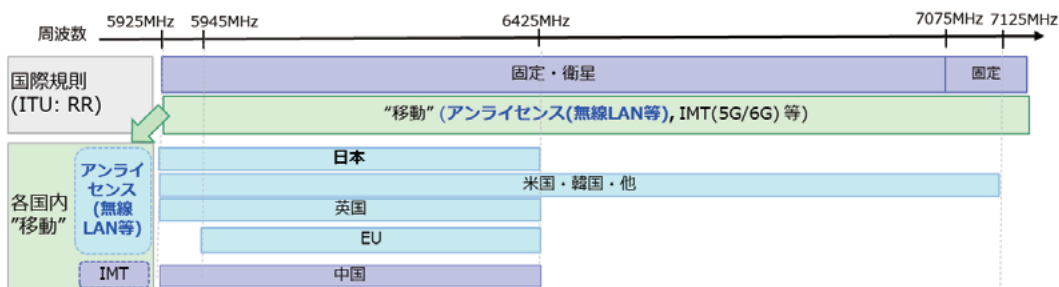 周波数
5925MHz
5945MHz
6425MHz
7075MHz
7125MHz
国際規則
(ITU: RR)
固定・衛星
固定
“移動” (アンライセンス(無線LAN等), IMT(5G/6G) 等)
各国内
”移動”
アンライ
センス
(無線
LAN等)
日本
米国・韓国・他
英国
EU
IMT
中国